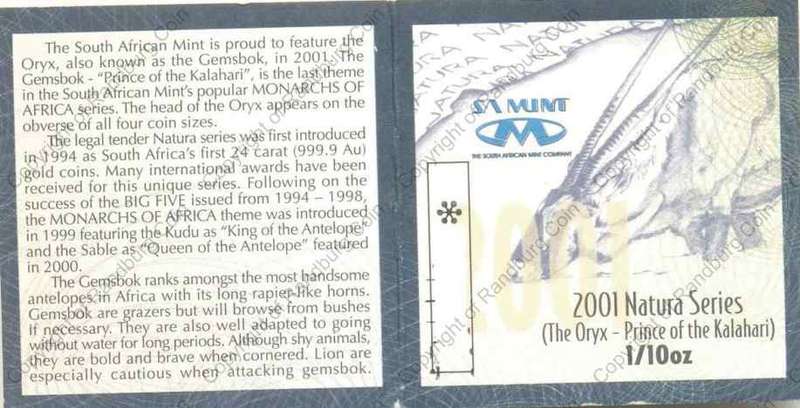 The South African Mint is proud to feature the
Oryx, also known as the Gemsbok, in 2001. The
Gemsbok - "Prince of the Kalahari", is the last theme
in the South African Mint's popular MONARCHS OF
AFRICA series. The head of the Oryx appears on the
obverse of all four coin sizes.
The legal tender Natura series was first introduced
in 1994 as South Africa's first 24 carat (999.9 Au)
gold coins. Many international awards have been
received for this unique series. Following on the
success of the BIG FIVE issued from 1994 – 1998,
the MONARCHS OF AFRICA theme was introduced
in 1999 featuring the Kudu as "King of the Antelope"
and the Sable as "Queen of the Antelope" featured
in 2000.
The Gemsbok ranks amongst the most handsome
antelopes in Africa with its long rapier-like horns.
Gemsbok are grazers but will browse from bushes
If necessary. They are also well adapted to going
without water for long periods. Although shy animals,
they are bold and brave when cornered. Lion are
especially cautious when attacking gemsbok.
NATURA NATURA NATURA
SA MINT
THE SOUTH AFRICAN MINT COMPANY
2001
2001 Natura Series
(The Oryx – Prince of the Kalahari)
1/10oz
Copyright of Randburg Coin